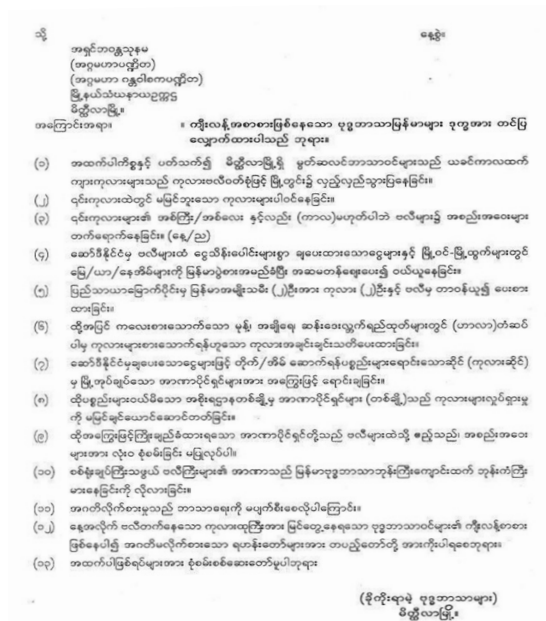 သို့ နေ့စွဲ၊
အရှင်ဘဝန္တသုနမ
(အဂ္ဂမဟာပဏ္ဍိတ)
(အဂ္ဂမဟာ ဂန္ထဝါစကပဏ္ဍိတ)
မြို့နယ်သံဃနာယဥက္ကဋ္ဌ
မိတ္ထီလာမြို့။
အကြောင်းအရာ။ ။ ကျီးလန့်အစာစားဖြစ်နေသော ဗုဒ္ဓဘာသာမြန်မာများ ဒုက္ခအား တင်ပြ
လျှောက်ထားပါသည် ဘုရား။
(၁) အထက်ပါကိစ္စနှင့် ပတ်သက်၍ မိတ္ထီလာမြို့ရှိ မွတ်ဆလင်ဘာသာဝင်များသည် ယခင်ကာလထက်
ကျားကုလားများသည် ကုလားဗလီဝတ်စုံဖြင့် မြို့တွင်း၌ လှည့်လှည်သွားပြနေခြင်း။
(၂) ၎င်းကုလားထဲတွင် မမြင်ဘူးသော ကုလားများပါဝင်နေခြင်း။
(၃) ၎င်းကုလားများ၏ အစ်ကြီး/အစ်လေး နှင့်လည်း (ကာလ)မဟုတ်ပါဘဲ ဗလီများ၌ အစည်းအဝေးများ
တက်ရောက်နေခြင်း။ (နေ့/ည)
(၄) ဆော်ဒီနိုင်ငံမှ ဗလီများထံ ငွေသိန်းပေါင်းများစွာ ချပေးထားသောငွေများနှင့် မြို့ဝင်-မြို့ထွက်များတွင်
မြေ/ယာ/နေအိမ်များကို မြန်မာပွဲစားအမည်ခံပြီး အဆမတန်ဈေးပေး၍ ဝယ်ယူနေခြင်း။
(၅) ပြည်သာယာမြောက်ပိုင်းမှ မြန်မာအမျိုးသမီး (၂)ဦးအား ကုလား (၂)ဦးနှင့် ဗလီမှ တာဝန်ယူ၍ ပေးစား
ထားခြင်း။
(၆) ထို့အပြင် ကလေးစားသောက်သော မုန့်၊ အချိုရေ၊ ဆန်းဒေးလွှက်ရည်ထုတ်များတွင် (ဟာလာ)တံဆပ်
ပါမှ ကုလားများစားသောက်ရန်ဟူသော ကုလားအချင်းချင်းသတိပေးထားခြင်း။
(၇) ဆော်ဒီနိုင်ငံမှချပေးသောငွေများဖြင့် တိုက်/အိမ် ဆောက်ရန်ပစ္စည်းများရောင်းသောဆိုင် (ကုလားဆိုင်)
မှ မြို့အုပ်ချုပ်သော အာဏာပိုင်ရှင်များအား အကြွေးဖြင့် ရောင်းချခြင်း။
(၈) ထိုပစ္စည်းများဝယ်မိသော အစိုးရဌာနတစ်ချို့မှ အာဏာပိုင်ရှင်များ (တစ်ချို့)သည် ကုလားများလှုပ်ရှားမှု
ကို မမြင်ချင်ယောင်ဆောင်တတ်ခြင်း။
(၉) ထိုအကြွေးဖြင့်ကြိုးချည်ခံထားရသော အာဏာပိုင်ရှင်တို့သည် ဗလီများထဲသို့ ဧည့်သည်၊ အစည်းအဝေး
များအား လုံးဝ စုံစမ်းခြင်း မပြုလုပ်ပါ။
(၁၀) စစ်ရုံးချုပ်ကြီးသဖွယ် ဗလီကြီးများ၏ အာဏာသည် မြန်မာဗုဒ္ဓဘာသာဘုန်းကြီးကျောင်းထက် ဘုန်းကံကြီး
မားနေခြင်းကို လိုလားခြင်း။
(၁၁) အဂတိလိုက်စားမှုသည် ဘာသာရေးကို မပျက်စီးစေလိုပါကြောင်း။
(၁၂) နေ့အလိုက် ဗလီတက်နေသော ကုလားထုကြီးအား မြင်တွေ့နေရသော ဗုဒ္ဓဘာသာဝင်များ၏ ကျီးလန့်စာစား
ဖြစ်နေပါ၍ အဂတိမလိုက်စားသော ရဟန်းတော်များအား တပည့်တော်တို့ အားကိုးပါရစေဘုရား။
(၁၃) အထက်ပါဖြစ်ရပ်များအား စုံစမ်းစစ်ဆေးတော်မူပါဘုရား
(ခိုကိုးရာမဲ့ ဗုဒ္ဓဘာသာများ)
မိတ္ထီလာမြို့။